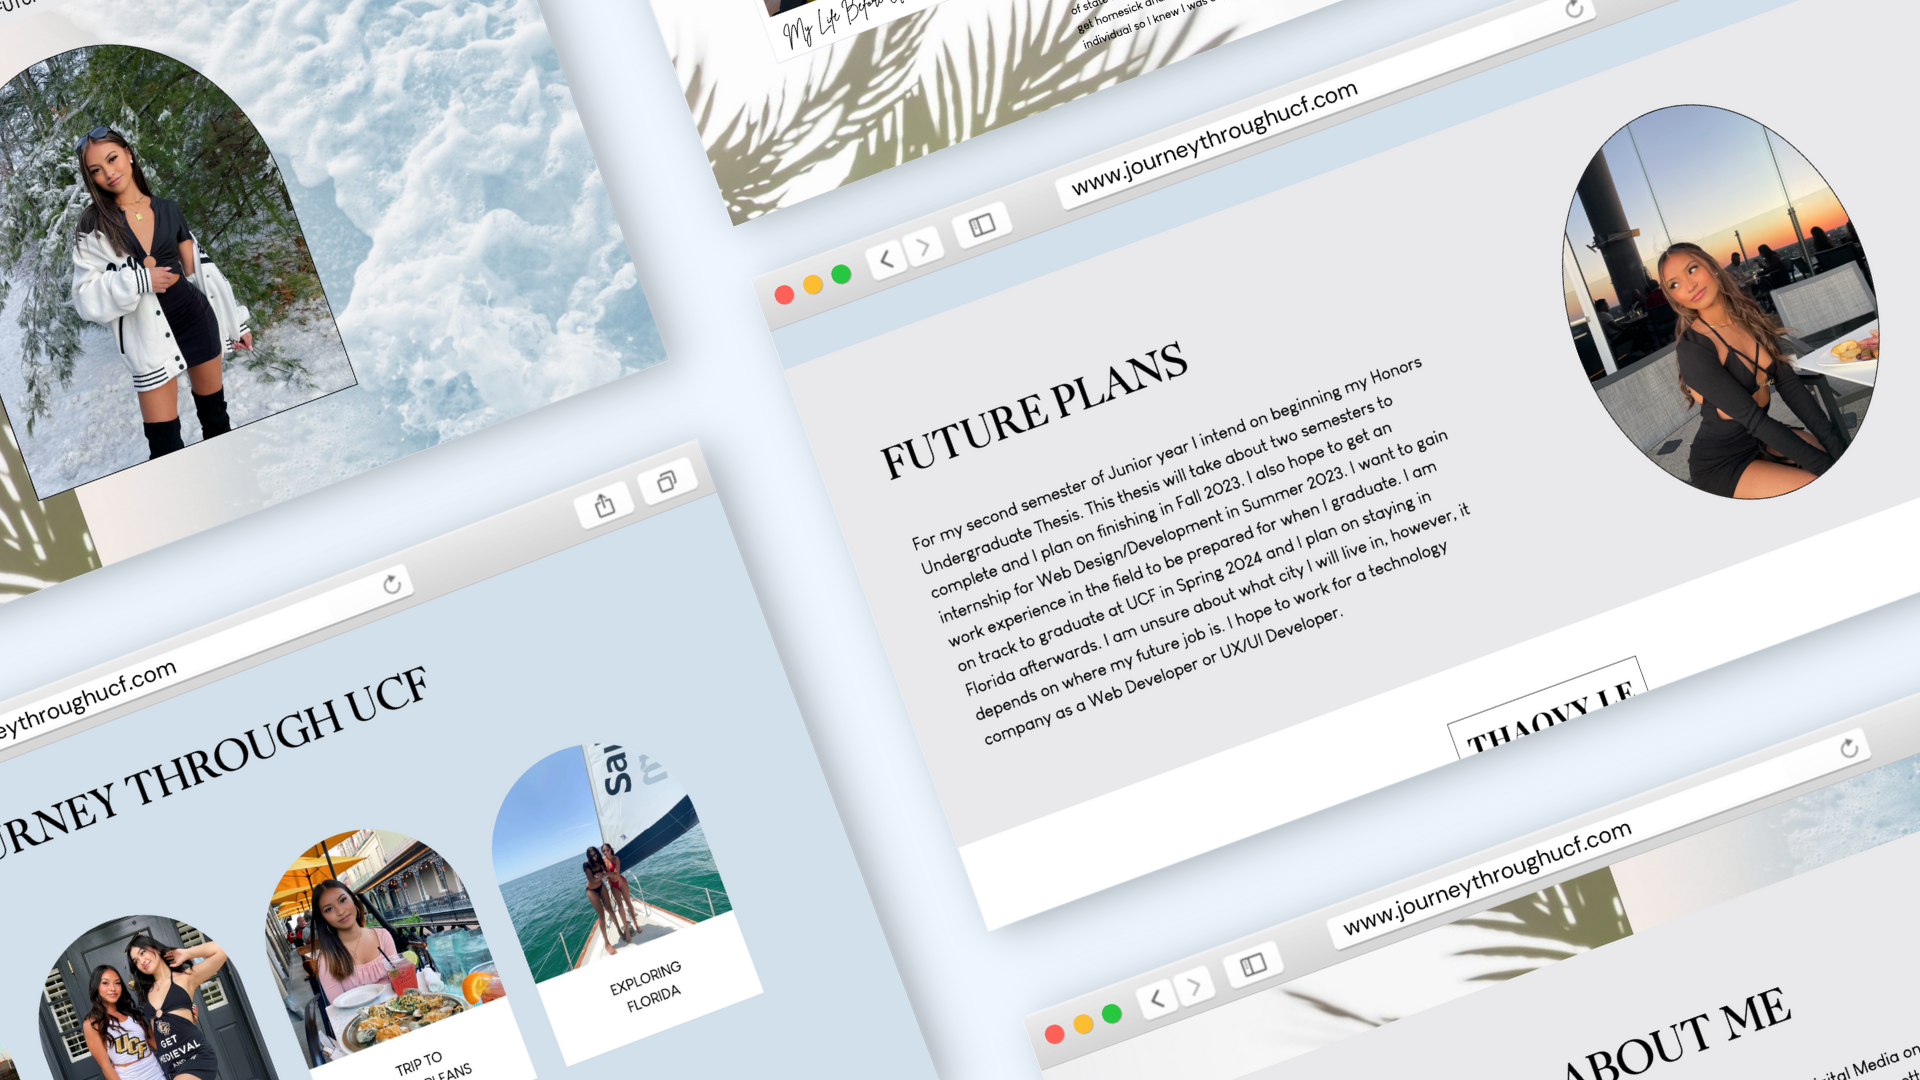 My Life Before
of state
get homesick and
individual so I knew I was
www.journeythroughucf.com
FUTURE PLANS
For my second semester of Junior year I intend on beginning my Honors
Undergraduate Thesis. This thesis will take about two semesters to
complete and I plan on finishing in Fall 2023. I also hope to get an
internship for Web Design/Development in Summer 2023. I want to gain
work experience in the field to be prepared for when I graduate. I am
on track to graduate at UCF in Spring 2024 and I plan on staying in
Florida afterwards. I am unsure about what city I will live in, however, it
depends on where my future job is. I hope to work for a technology
company as a Web Developer or UX/UI Developer.
THAOVY LE
eythroughucf.com
URNEY THROUGH UCF
UCF
GET
MEDIEVAL
TRIP TO
LEANS
Sar
EXPLORING
FLORIDA
www.journeythroughucf.com
ABOUT ME
igital Media on